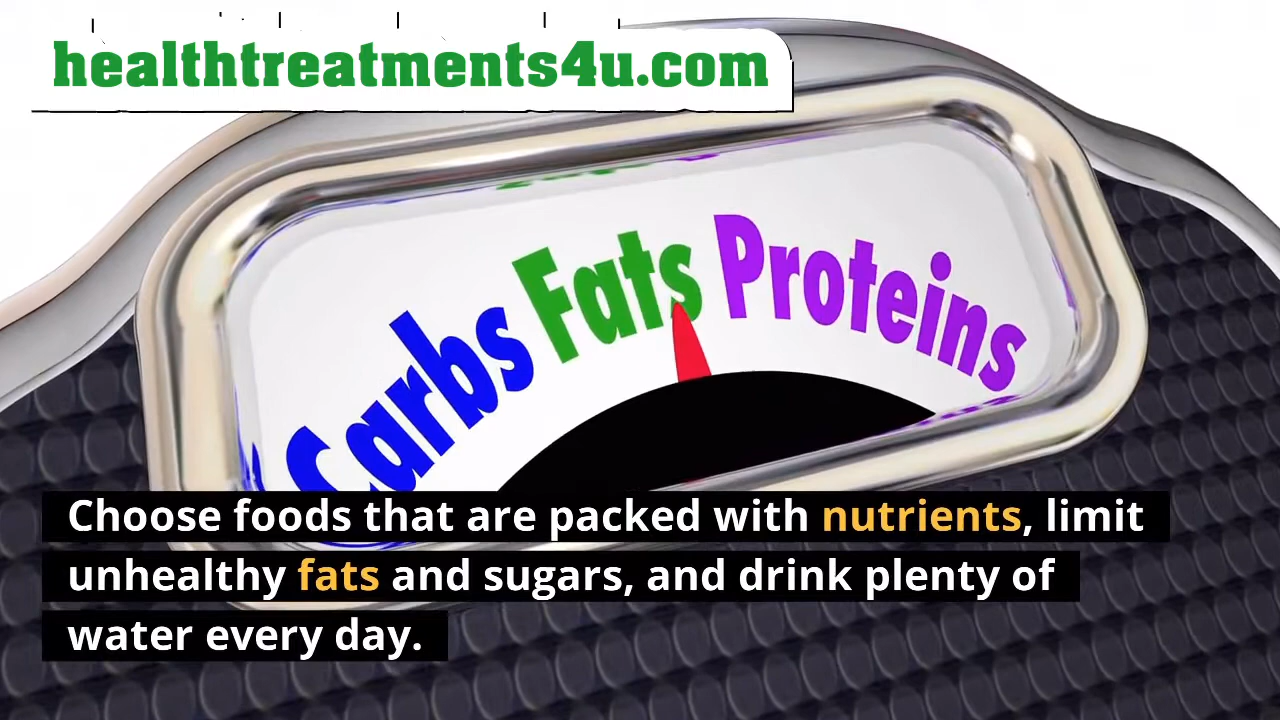 healthtreatments4u.com
Carbs Fats Proteins
Choose foods that are packed with nutrients, limit
unhealthy fats and sugars, and drink plenty of
water every day.